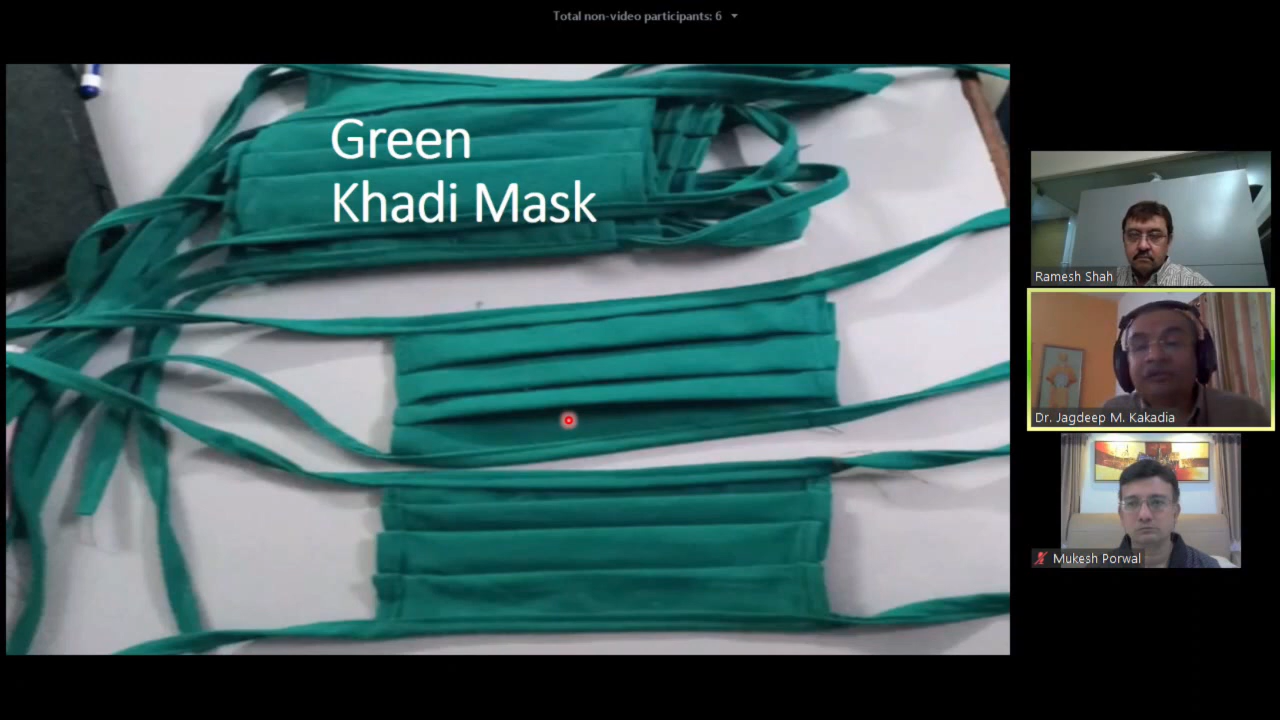 Total non-video participants: 6
Green
Khadi Mask
Ramesh Shah
Dr. Jagdeep M. Kakadia
Mukesh Porwal